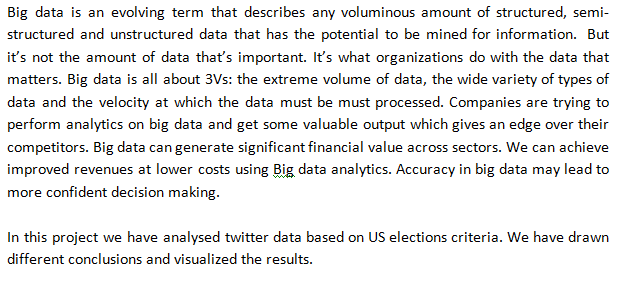 Big data is an evolving term that describes any voluminous amount of structured, semi-
structured and unstructured data that has the potential to be mined for information.  But
it's not the amount of data that's important. It's what organizations do with the data that
matters. Big data is all about 3Vs: the extreme volume of data, the wide variety of types of
data and the velocity at which the data must be must processed. Companies are trying to
perform analytics on big data and get some valuable output which gives an edge over their
competitors. Big data can generate significant financial value across sectors. We can achieve
improved revenues at lower costs using Big data analytics. Accuracy in big data may lead to
more confident decision making.

In this project we have analysed twitter data based on US elections criteria. We have drawn
different conclusions and visualized the results.